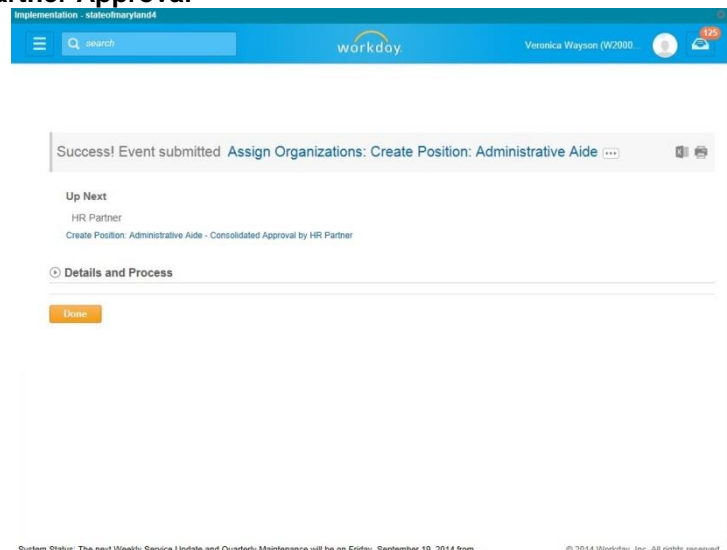 Further Approval
Implementation - stateofmaryland4
search
workday.
Veronica Wayson (W2000...
125
Success! Event submitted Assign Organizations: Create Position: Administrative Aide
Up Next
HR Partner
Create Position: Administrative Aide - Consolidated Approval by HR Partner
Details and Process
Done
System Status: The next Weekly Service Update and Quarterly Maintenance will be on Friday, September 19, 2014 from
© 2014 Workday, Inc. All rights reserved.